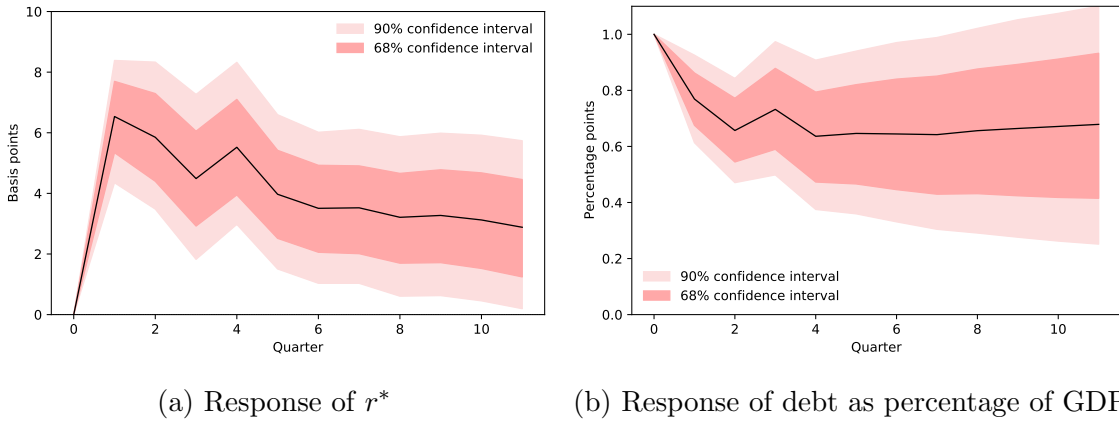 10
8
6
4
2
0
Basis points
90% confidence interval
68% confidence interval
0 2 4 6 8 10
Quarter
(a) Response of r*
1.0
0.8
0.6
0.4
0.2
0.0
Percentage points
90% confidence interval
68% confidence interval
0 2 4 6 8 10
Quarter
(b) Response of debt as percentage of GDP